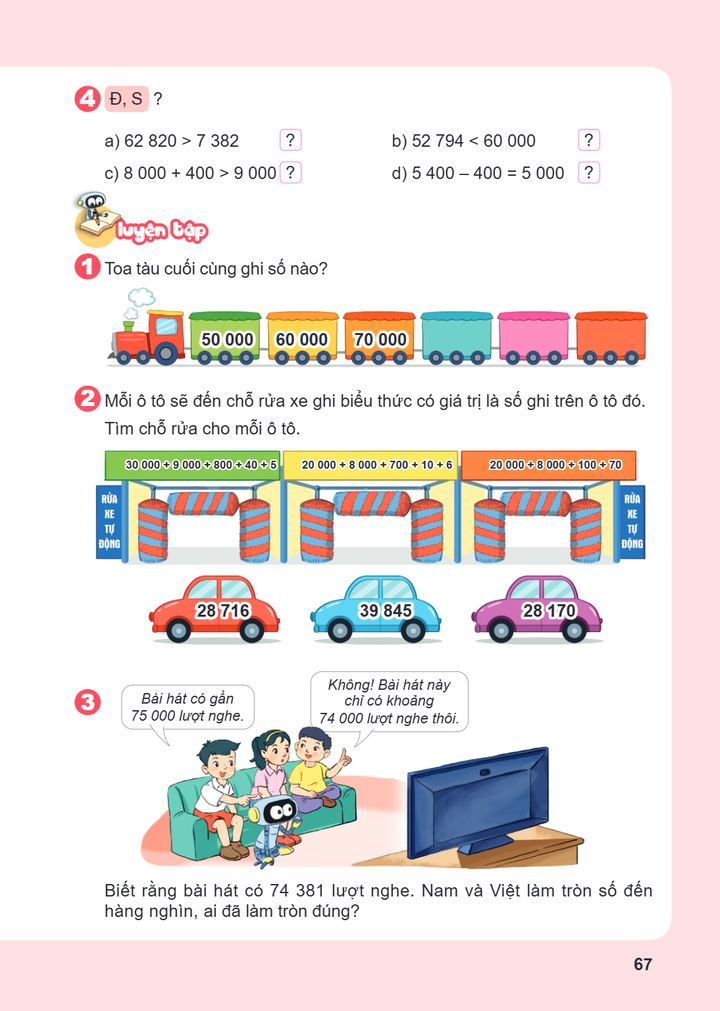 4 Đ, S ?
a) 62 820 > 7 382 ? b) 52 794 < 60 000 ?
c) 8 000 + 400 > 9 000 ? d) 5 400 – 400 = 5 000 ?
luyện tập
1 Toa tàu cuối cùng ghi số nào?
50 000 60 000 70 000
2 Mỗi ô tô sẽ đến chỗ rửa xe ghi biểu thức có giá trị là số ghi trên ô tô đó.
Tìm chỗ rửa cho mỗi ô tô.
30 000 + 9 000 + 800 + 40 + 5 20 000 + 8 000 + 700 + 10 + 6 20 000 + 8 000 + 100 + 70
RỬA
XE
TỰ
ĐỘNG
RỬA
XE
TỰ
ĐỘNG
28 716 39 845 28 170
3
Bài hát có gần
75 000 lượt nghe.
Không! Bài hát này
chỉ có khoảng
74 000 lượt nghe thôi.
Biết rằng bài hát có 74 381 lượt nghe. Nam và Việt làm tròn số đến
hàng nghìn, ai đã làm tròn đúng?
67